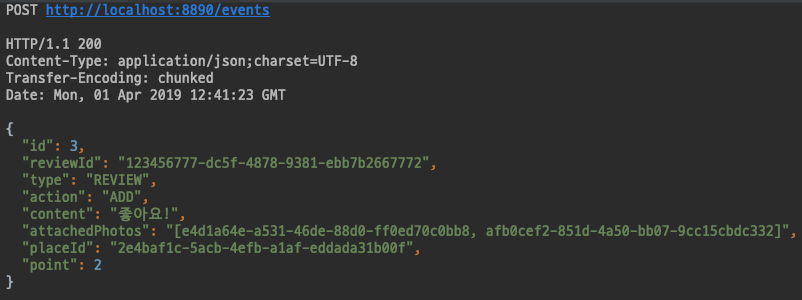 POST http://localhost:8890/events
HTTP/1.1 200
Content-Type: application/json;charset=UTF-8
Transfer-Encoding: chunked
Date: Mon, 01 Apr 2019 12:41:23 GMT
{
"id": 3,
"reviewId": "123456777-dc5f-4878-9381-ebb7b2667772",
"type": "REVIEW",
"action": "ADD",
"content": "좋아요!",
"attachedPhotos": "[e4d1a64e-a531-46de-88d0-ff0ed70c0bb8, afb0cef2-851d-4a50-bb07-9cc15cbdc332]",
"placeId": "2e4baf1c-5acb-4efb-a1af-eddada31b00f",
"point": 2
}